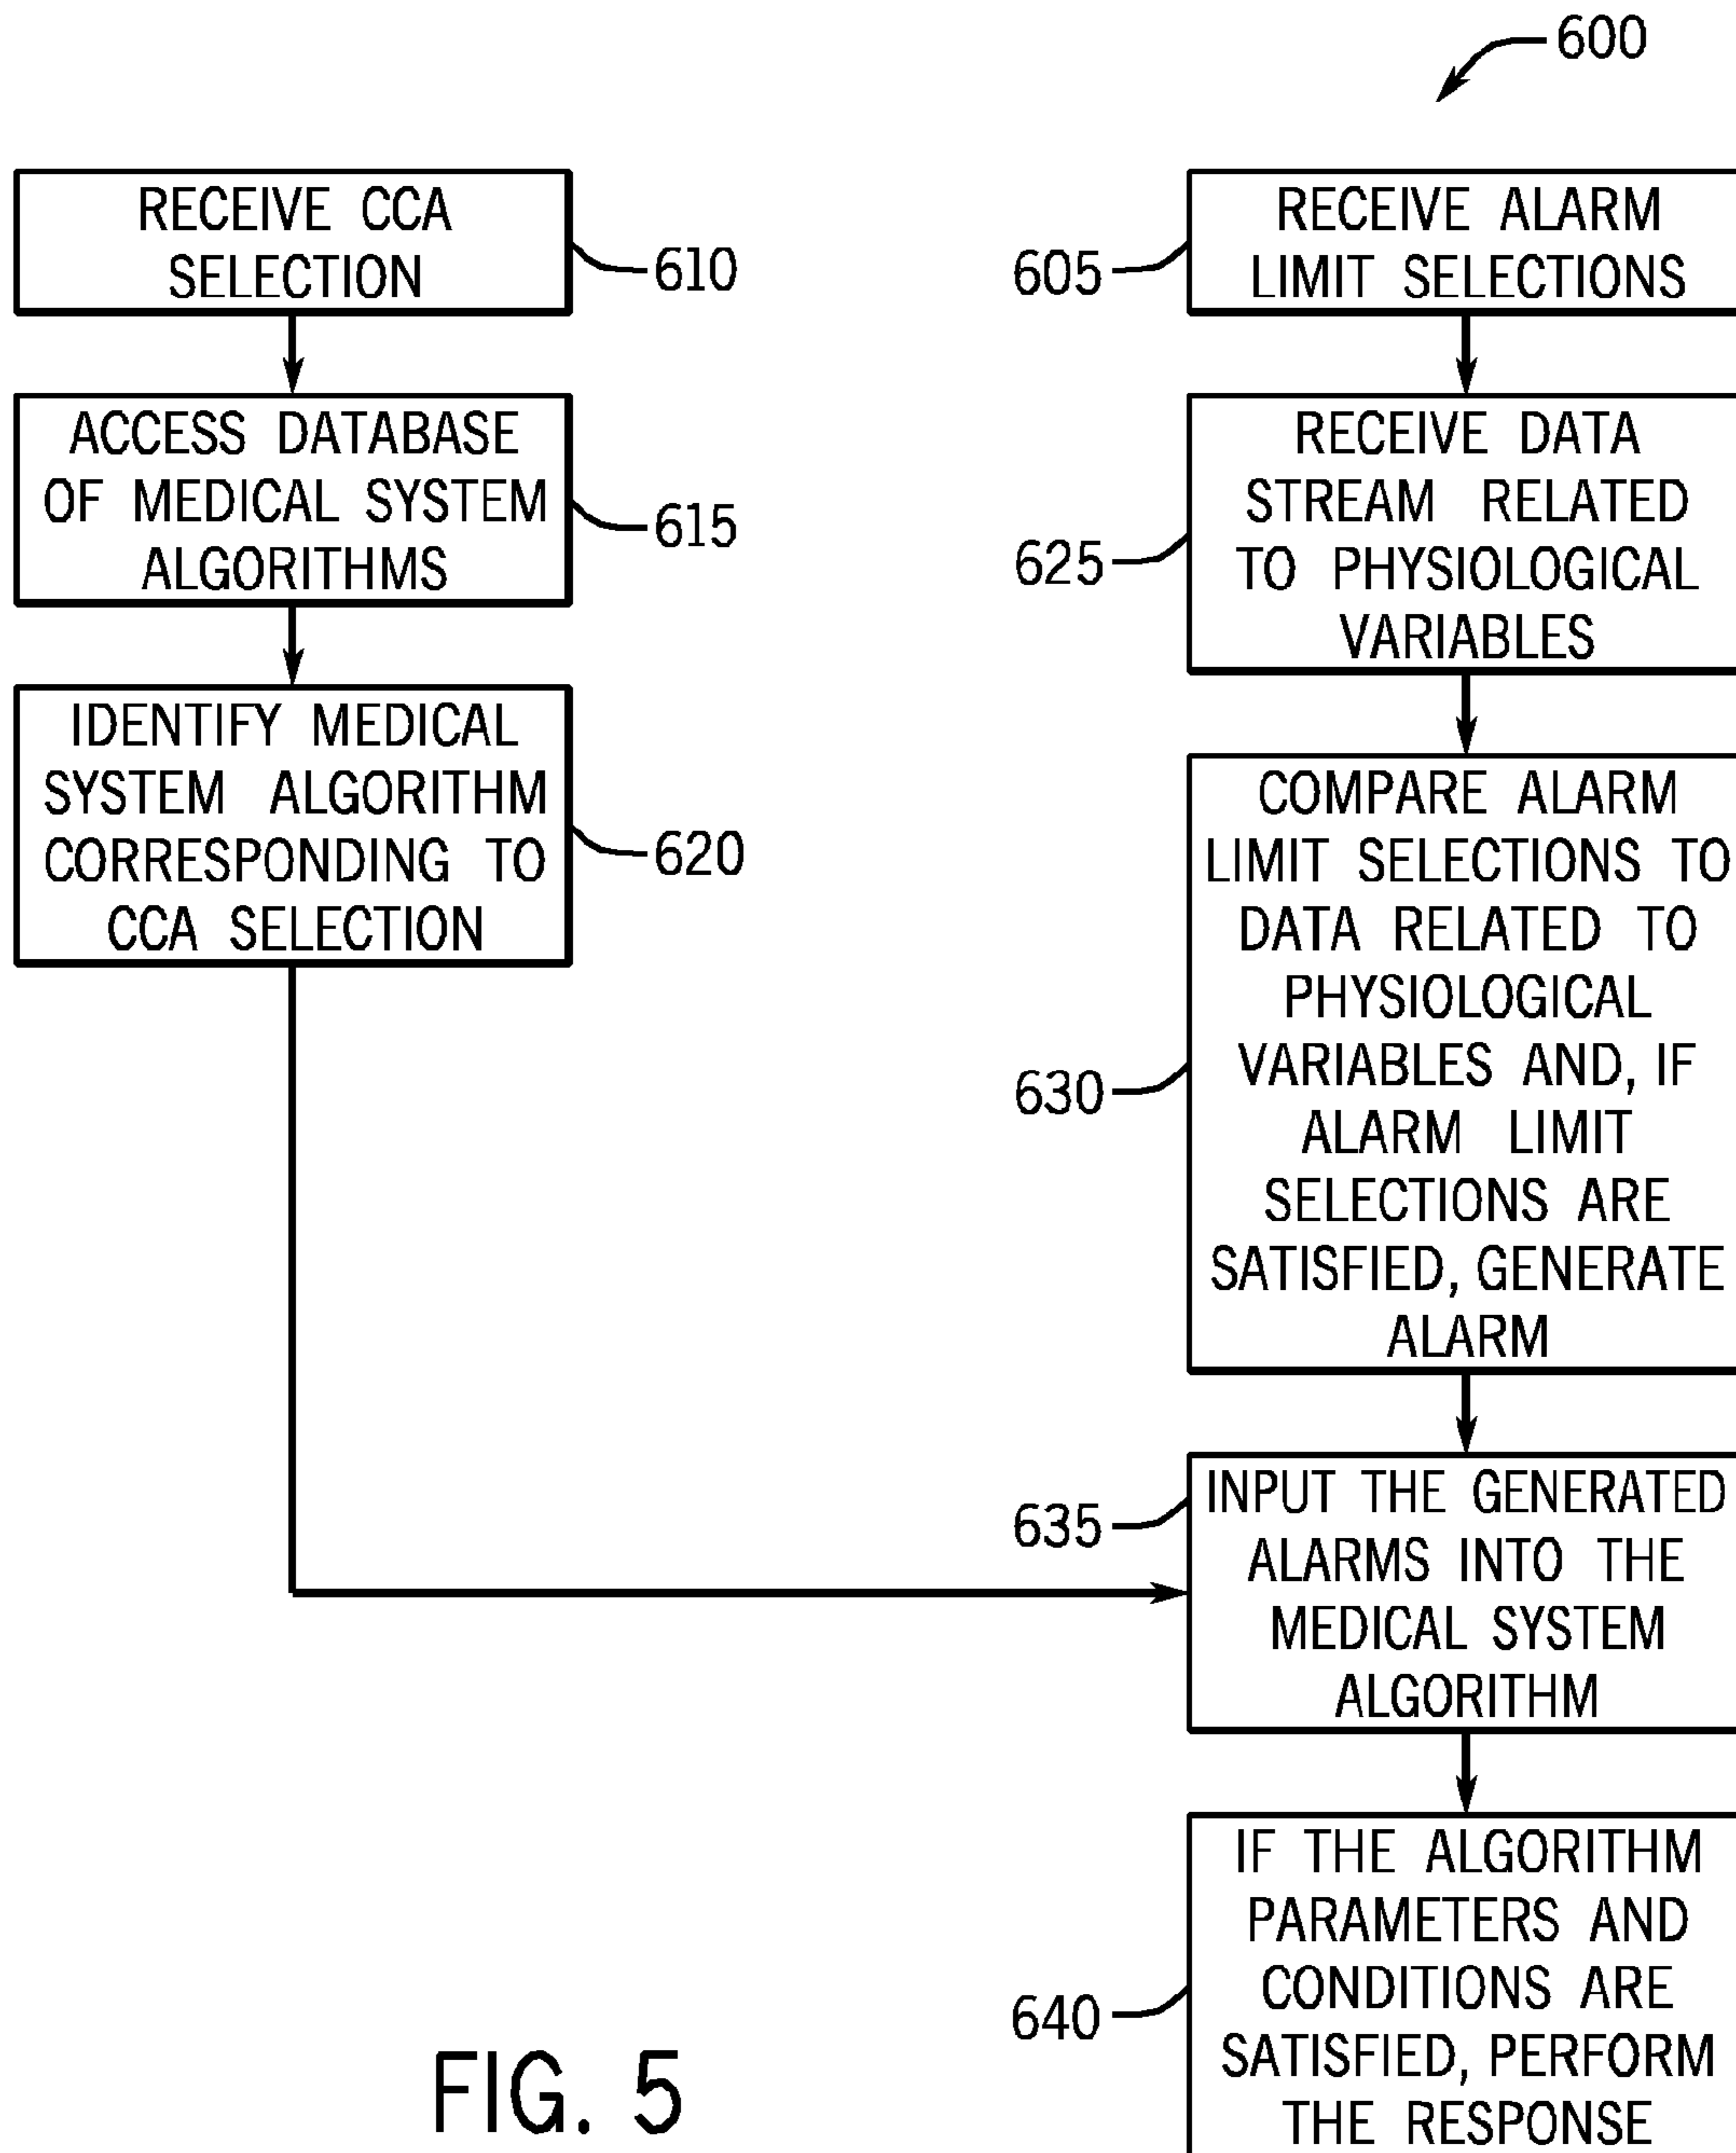 600
RECEIVE CCA
SELECTION
610
ACCESS DATABASE
OF MEDICAL SYSTEM
ALGORITHMS
615
IDENTIFY MEDICAL
SYSTEM ALGORITHM
CORRESPONDING TO
CCA SELECTION
620
RECEIVE ALARM
LIMIT SELECTIONS
605
RECEIVE DATA
STREAM RELATED
TO PHYSIOLOGICAL
VARIABLES
625
COMPARE ALARM
LIMIT SELECTIONS TO
DATA RELATED TO
PHYSIOLOGICAL
VARIABLES AND, IF
ALARM LIMIT
SELECTIONS ARE
SATISFIED, GENERATE
ALARM
630
INPUT THE GENERATED
ALARMS INTO THE
MEDICAL SYSTEM
ALGORITHM
635
IF THE ALGORITHM
PARAMETERS AND
CONDITIONS ARE
SATISFIED, PERFORM
THE RESPONSE
640
FIG. 5